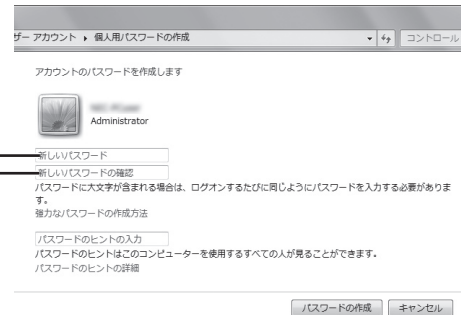 ザー アカウント ▸ 個人用パスワードの作成
コントロール
アカウントのパスワードを作成します
Administrator
新しいパスワード
新しいパスワードの確認
パスワードに大文字が含まれる場合は、ログオンするたびに同じようにパスワードを入力する必要がありま
す。
強力なパスワードの作成方法
パスワードのヒントの入力
パスワードのヒントはこのコンピューターを使用するすべての人が見ることができます。
パスワードのヒントの詳細
パスワードの作成
キャンセル